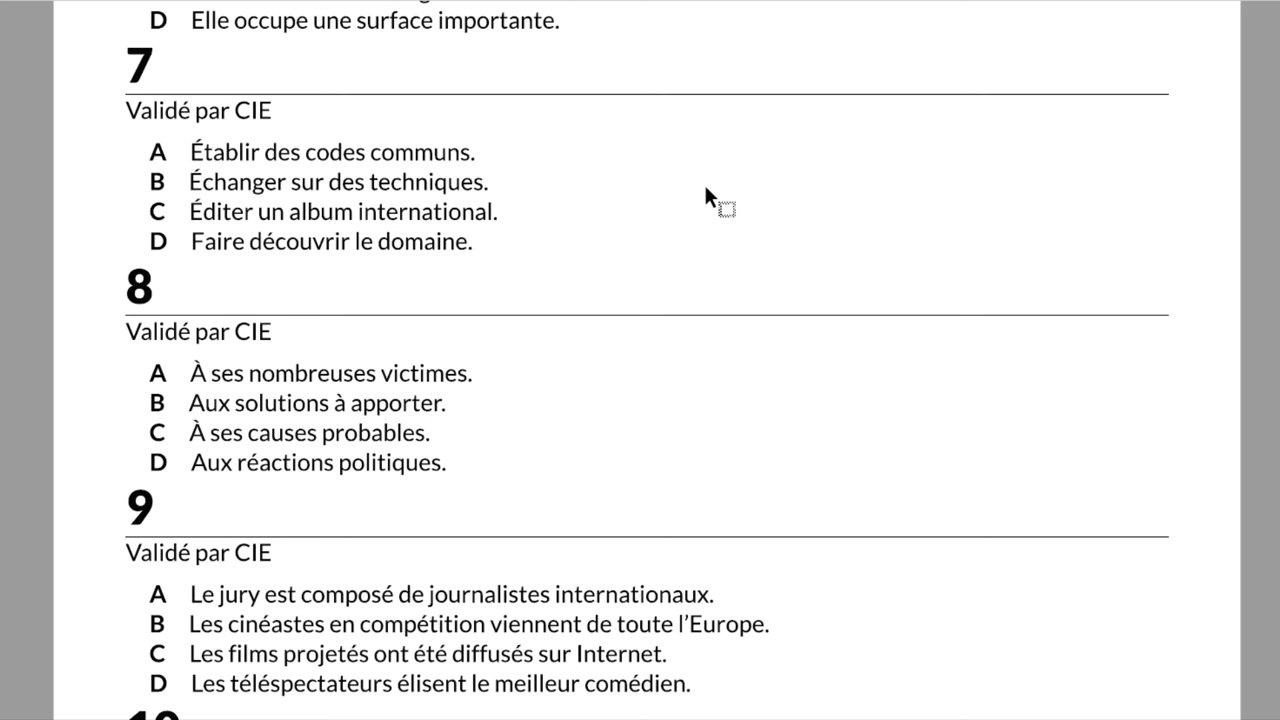 D Elle occupe une surface importante.
7
Validé par CIE
A Établir des codes communs.
B Échanger sur des techniques.
C Éditer un album international.
D Faire découvrir le domaine.
8
Validé par CIE
A À ses nombreuses victimes.
B Aux solutions à apporter.
C À ses causes probables.
D Aux réactions politiques.
9
Validé par CIE
A Le jury est composé de journalistes internationaux.
B Les cinéastes en compétition viennent de toute l’Europe.
C Les films projetés ont été diffusés sur Internet.
D Les téléspectateurs élisent le meilleur comédien.
10